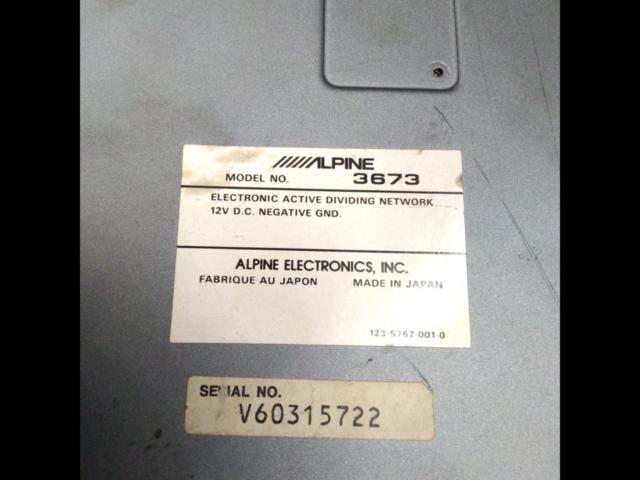 ALPINE
MODEL NO. 3673
ELECTRONIC ACTIVE DIVIDING NETWORK
12V D.C. NEGATIVE GND.
ALPINE ELECTRONICS, INC.
FABRIQUE AU JAPON MADE IN JAPAN
123-5767-001-0
SERIAL NO.
V60315722